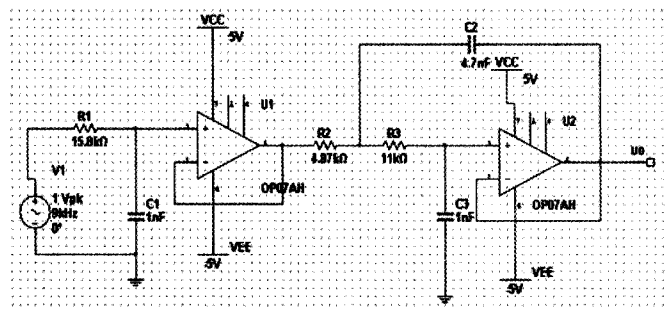 VCC
5V
C2
4.7nF
VCC
5V
R1
15.8kΩ
U1
R2
4.87kΩ
R3
11kΩ
U2
U0
V1
1 Vpk
9kHz
0°
C1
1nF
OP07AH
C3
1nF
OP07AH
VEE
-5V
VEE
-5V